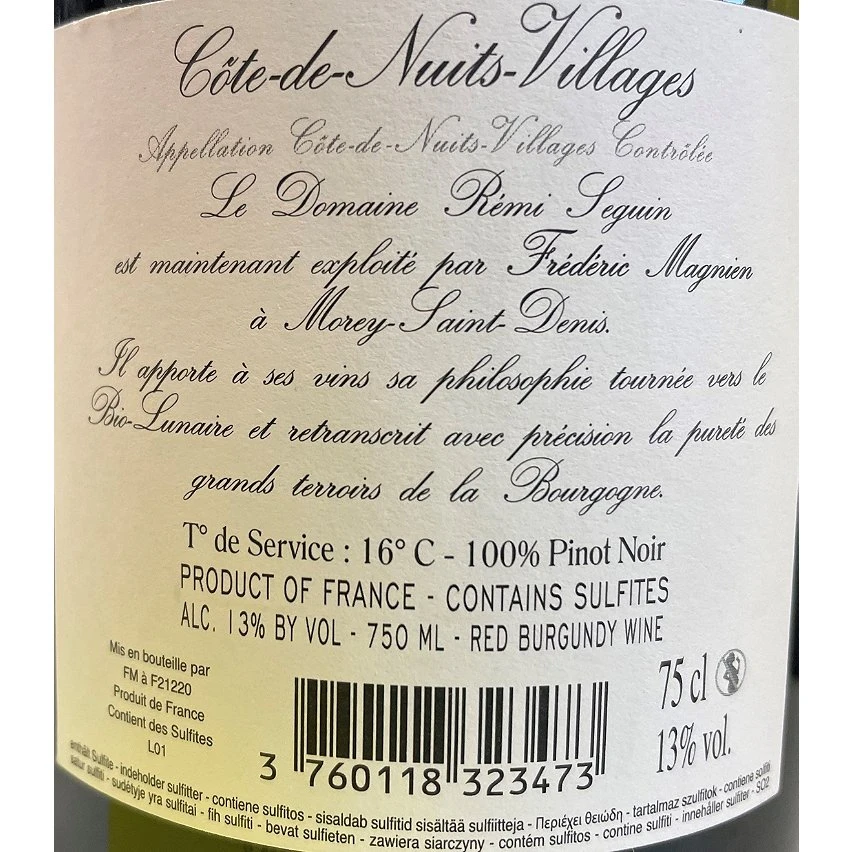 Côte-de-Nuits-Villages
Appellation Côte-de-Nuits-Villages Contrôlée
Le Domaine Rémi Seguin
est maintenant exploité par Frédéric Magnien
à Morey-Saint-Denis.
Il apporte à ses vins sa philosophie tournée vers le
Bio-Lunaire et retranscrit avec précision la pureté des
grands terroirs de la Bourgogne.
T° de Service : 16° C - 100% Pinot Noir
PRODUCT OF FRANCE - CONTAINS SULFITES
ALC. 13% BY VOL - 750 ML - RED BURGUNDY WINE
Mis en bouteille par
FM à F21220
Produit de France
Contient des Sulfites
L01
75 cl
13% vol.
3 760118 323473
enthält Sulfite - indeholder sulfitter - contiene sulfitos - sisaldab sulfitid sisältää sulfiitteja - Περιέχει θειώδη - tartalmaz szulfitok - contiene solfiti
satur sulfīti - sudėtyje yra sulfitai - fih sulfiti - bevat sulfieten - zawiera siarczyny - contém sulfitos - contine sulfiti - innehåller sulfiter - SO2